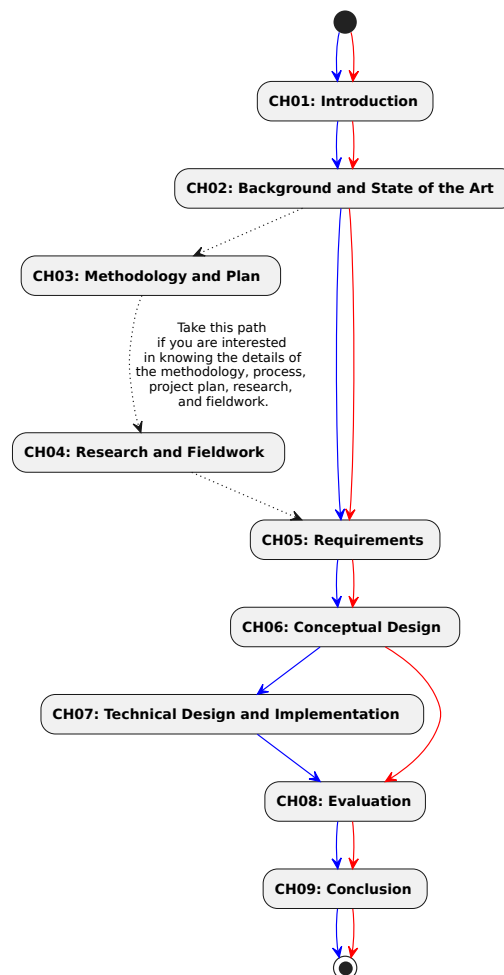 CH01: Introduction
CH02: Background and State of the Art
CH03: Methodology and Plan
Take this path
if you are interested
in knowing the details of
the methodology, process,
project plan, research,
and fieldwork.
CH04: Research and Fieldwork
CH05: Requirements
CH06: Conceptual Design
CH07: Technical Design and Implementation
CH08: Evaluation
CH09: Conclusion